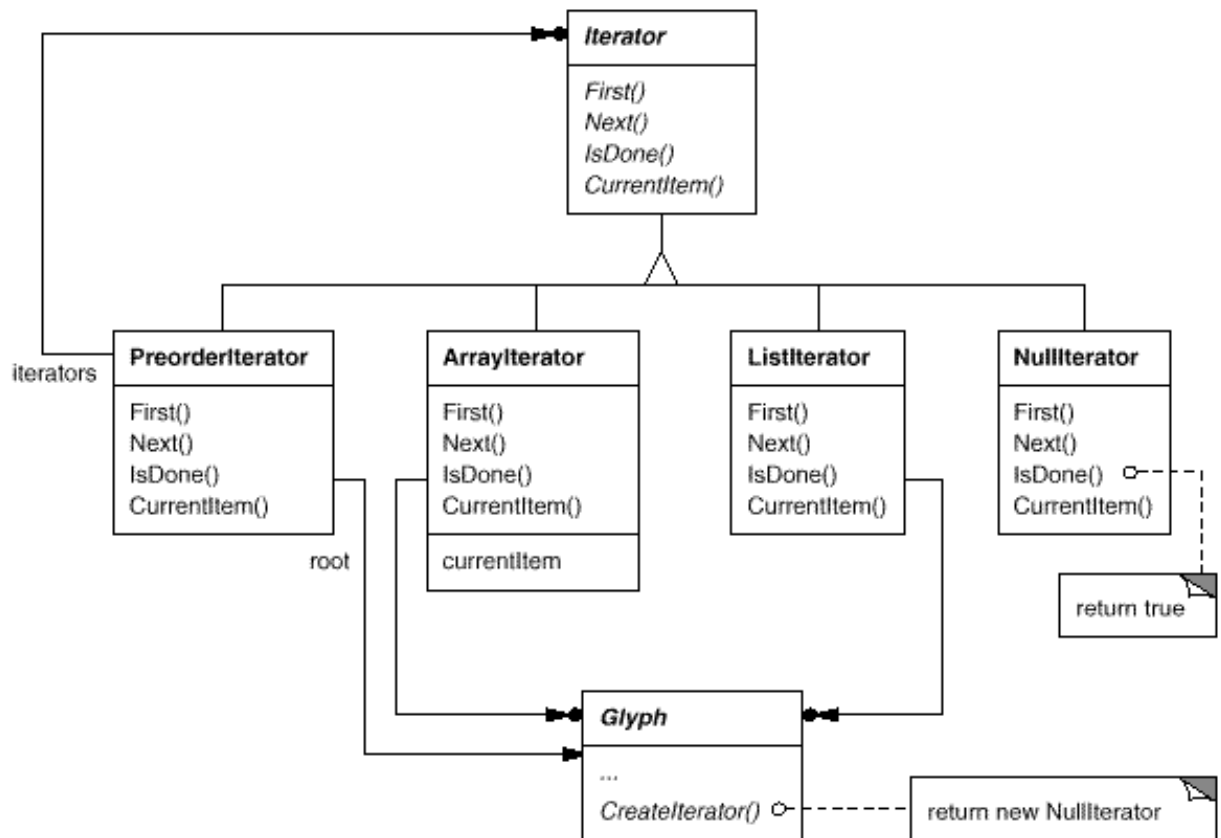 Iterator
First()
Next()
IsDone()
CurrentItem()
iterators
PreorderIterator
First()
Next()
IsDone()
CurrentItem()
root
ArrayIterator
First()
Next()
IsDone()
CurrentItem()
currentItem
ListIterator
First()
Next()
IsDone()
CurrentItem()
NullIterator
First()
Next()
IsDone()
CurrentItem()
return true
Glyph
...
CreateIterator()
return new NullIterator